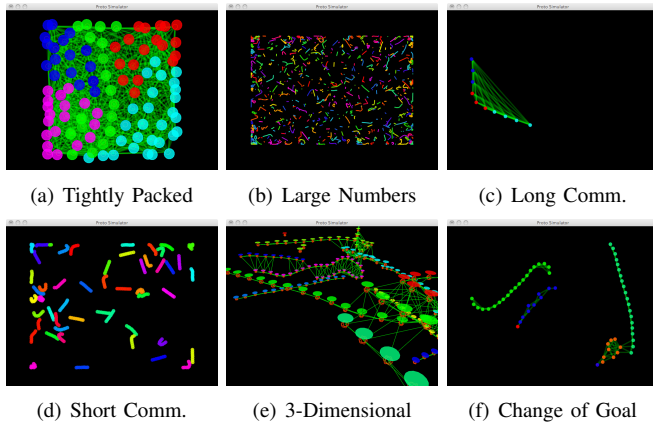 Proto Simulator
Proto Simulator
Proto Simulator
(a) Tightly Packed
(b) Large Numbers
(c) Long Comm.
Proto Simulator
Proto Simulator
Proto Simulator
(d) Short Comm.
(e) 3-Dimensional
(f) Change of Goal